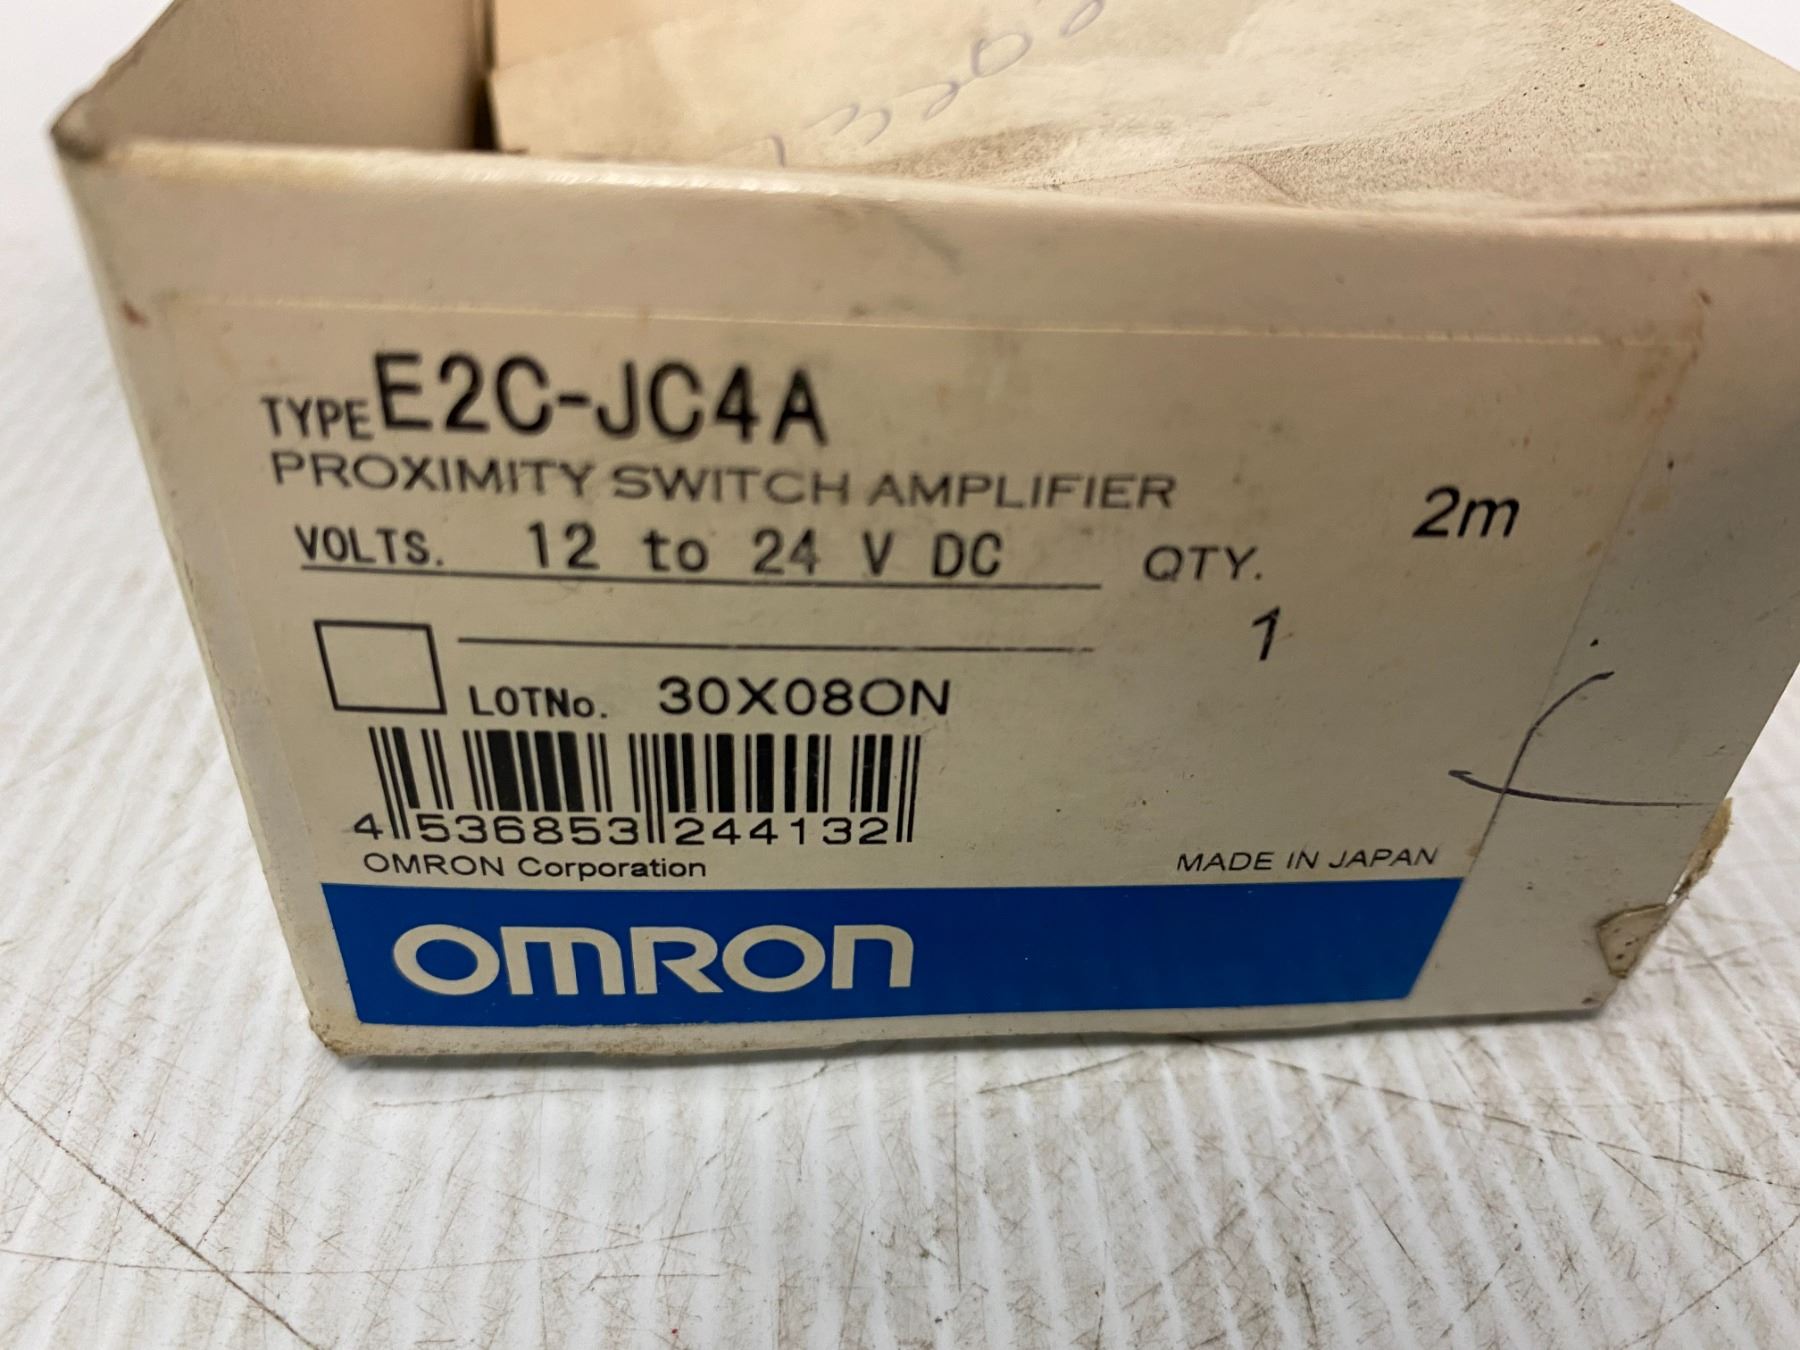 TYPE E2C-JC4A
PROXIMITY SWITCH AMPLIFIER
2m
VOLTS. 12 to 24 V DC QTY.
1
LOTNo. 30X08ON
4 536853 244132
OMRON Corporation MADE IN JAPAN
OMRON